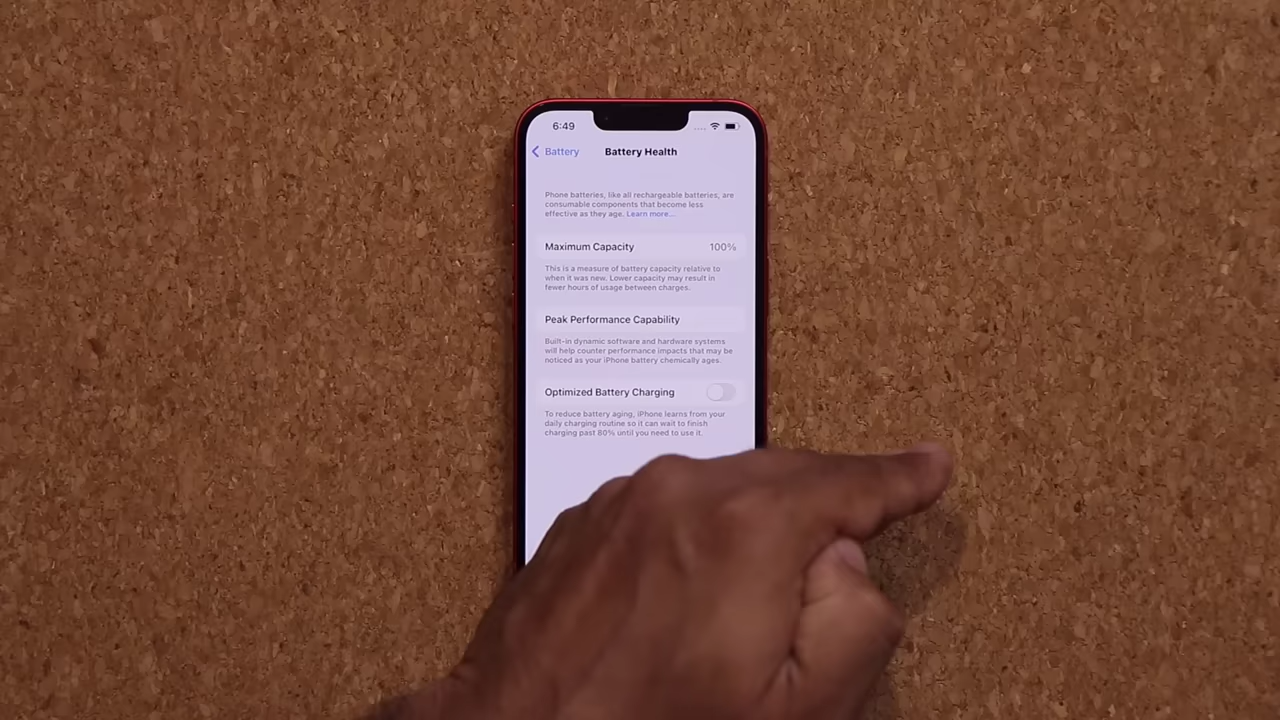 6:49
Battery
Battery Health
Phone batteries, like all rechargeable batteries, are
consumable components that become less
effective as they age. Learn more...
Maximum Capacity 100%
This is a measure of battery capacity relative to
when it was new. Lower capacity may result in
fewer hours of usage between charges.
Peak Performance Capability
Built-in dynamic software and hardware systems
will help counter performance impacts that may be
noticed as your iPhone battery chemically ages.
Optimized Battery Charging
To reduce battery aging, iPhone learns from your
daily charging routine so it can wait to finish
charging past 80% until you need to use it.